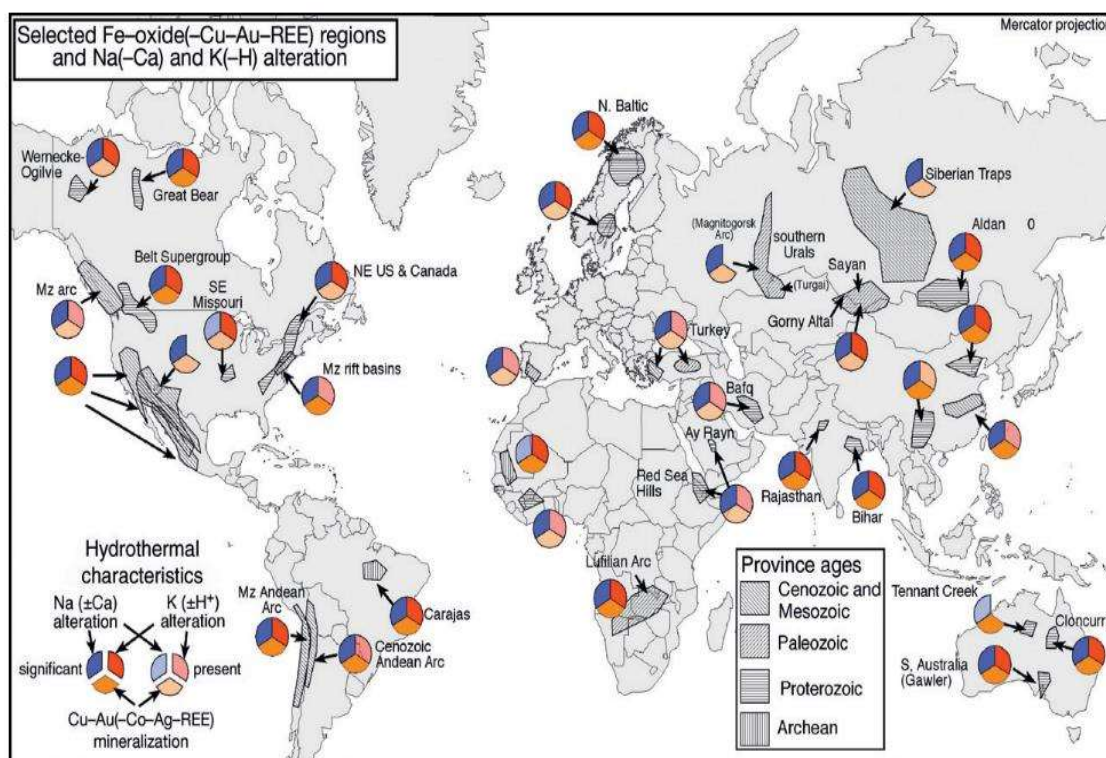 Selected Fe–oxide(–Cu–Au–REE) regions
and Na(–Ca) and K(–H) alteration
Mercator projection
N. Baltic
Wernecke-
Ogilvie
Great Bear
Siberian Traps
(Magnitogorsk
Arc)
southern
Urals
Aldan
0
Belt Supergroup
NE US & Canada
Sayan
Mz arc
SE
Missouri
(Turgai)
Gorny Altai
Turkey
Mz rift basins
Bafq
Ay Rayn
Red Sea
Hills
Rajasthan
Bihar
Hydrothermal
characteristics
Na (±Ca)
alteration
K (±H+)
alteration
significant
present
Cu–Au(–Co–Ag–REE)
mineralization
Mz Andean
Arc
Carajas
Cenozoic
Andean Arc
Lufilian Arc
Province ages
Cenozoic and
Mesozoic
Paleozoic
Proterozoic
Archean
Tennant Creek
Cloncurry
S, Australia
(Gawler)